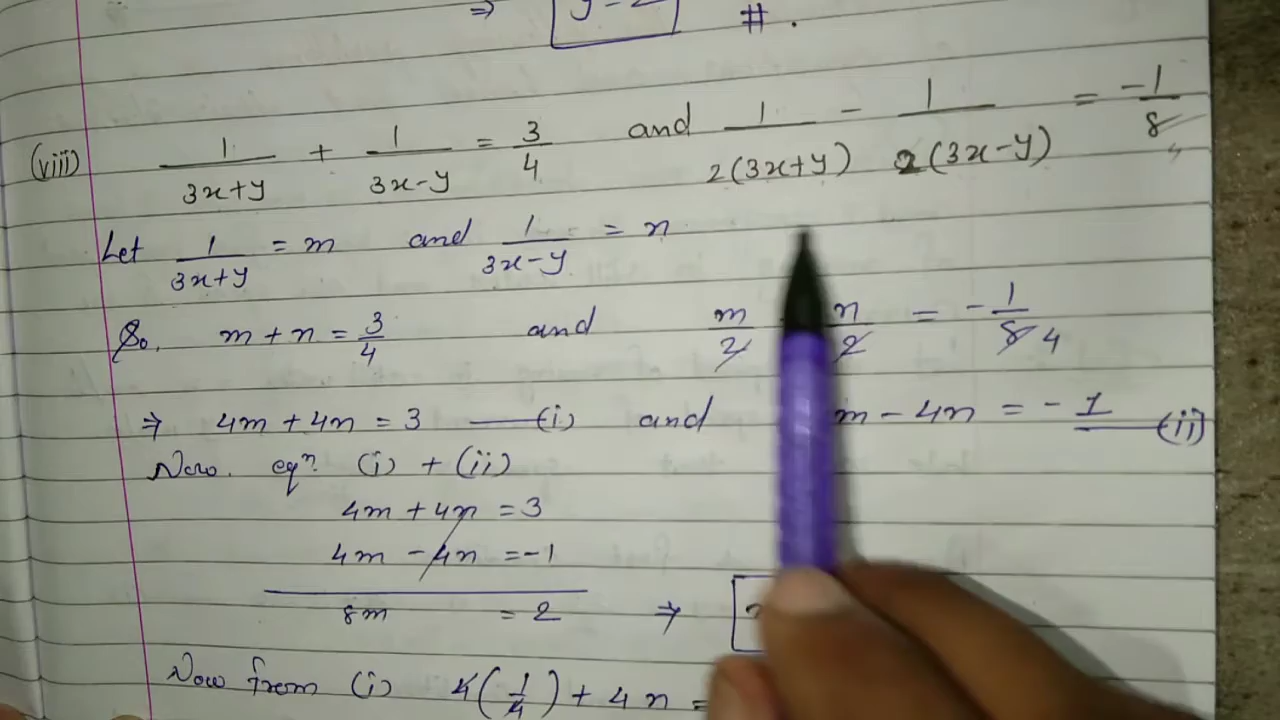 ⇒ #.
(viii) 1/(3x+y) + 1/(3x-y) = 3/4 and 1/2(3x+y) - 1/2(3x-y) = -1/8
Let 1/(3x+y) = m and 1/(3x-y) = n
So, m + n = 3/4 and m/2 n/2 = -1/8 4
⇒ 4m + 4n = 3 —(i) and m - 4n = -1 —(ii)
Now. eqn. (i) + (ii)
4m + 4n = 3
4m - 4n = -1
8m = 2 ⇒
Now from (i) 4(1/4) + 4n =